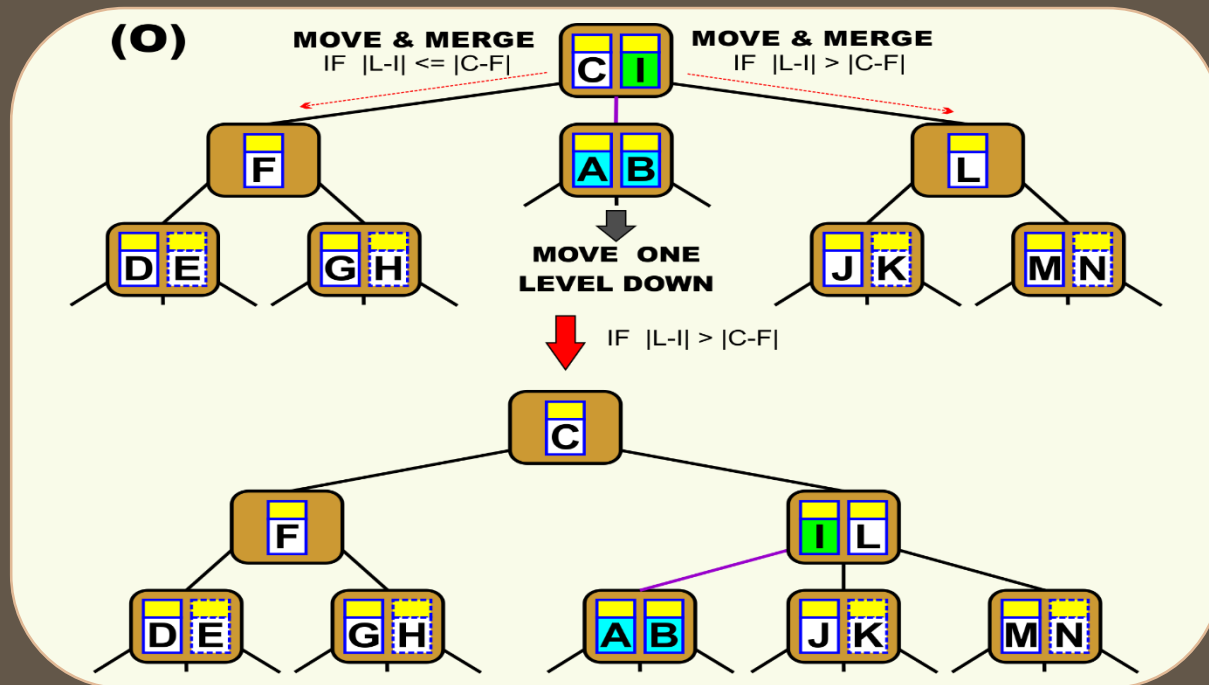 (O)
MOVE & MERGE
IF |L-I| <= |C-F|
C I
MOVE & MERGE
IF |L-I| > |C-F|
F
A B
L
D E
G H
MOVE ONE
LEVEL DOWN
J K
M N
IF |L-I| > |C-F|
C
F
I L
D E
G H
A B
J K
M N